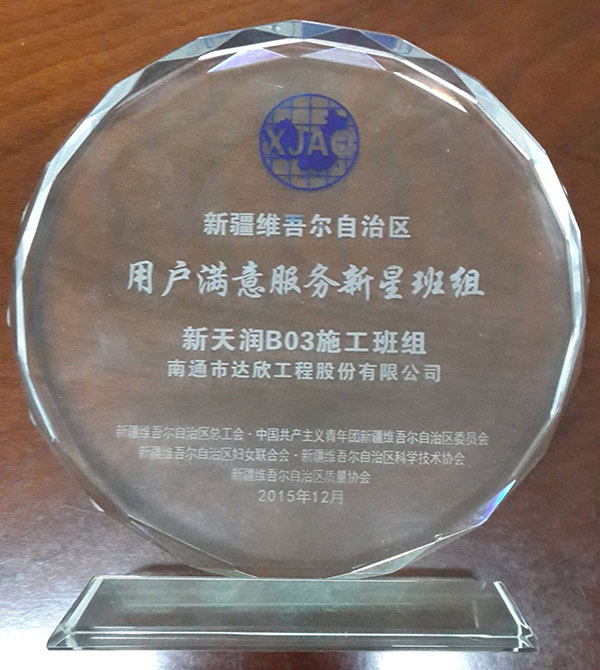 XJAQ
新疆维吾尔自治区
用户满意服务新星班组
新天润B03施工班组
南通市达欣工程股份有限公司
新疆维吾尔自治区总工会·中国共产主义青年团新疆维吾尔自治区委员会
新疆维吾尔自治区妇女联合会·新疆维吾尔自治区科学技术协会
新疆维吾尔自治区质量协会
2015年12月